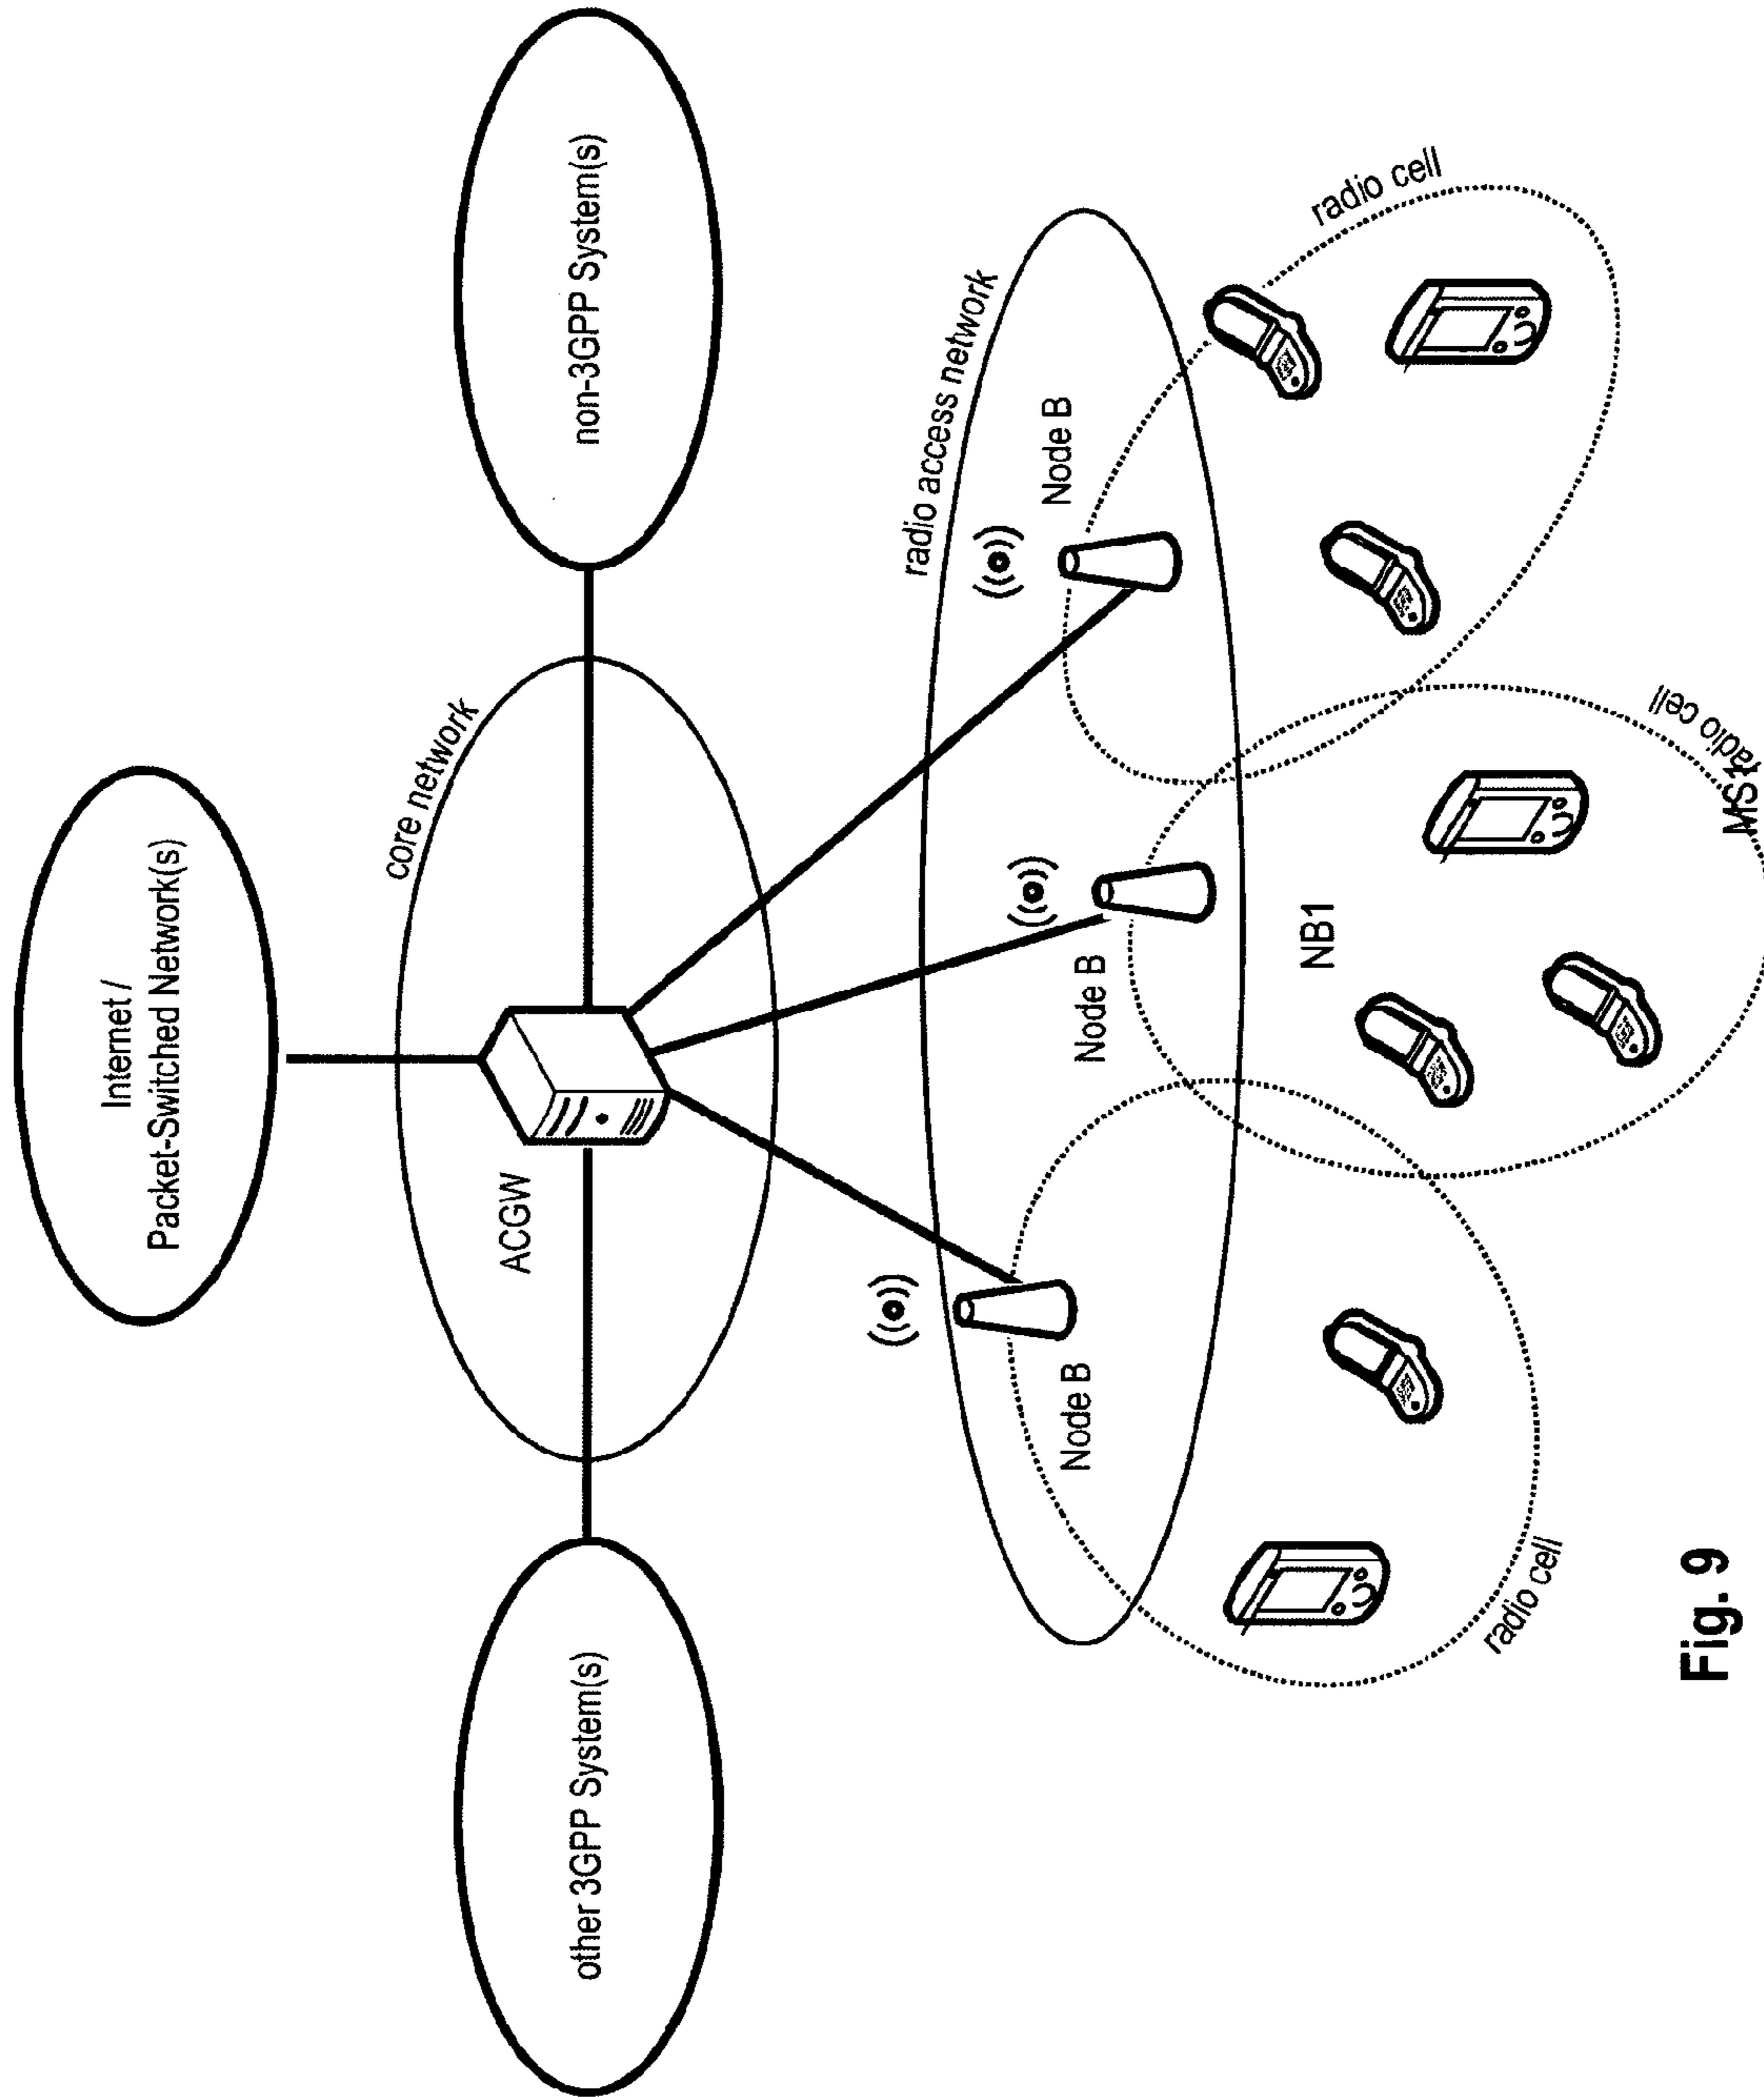 Internet /
Packet-Switched Network(s)
core network
other 3GPP System(s)
ACGW
non-3GPP System(s)
radio access network
Node B
Node B
Node B
NB1
radio cell
radio cell
radio cell
MS1
Fig. 9